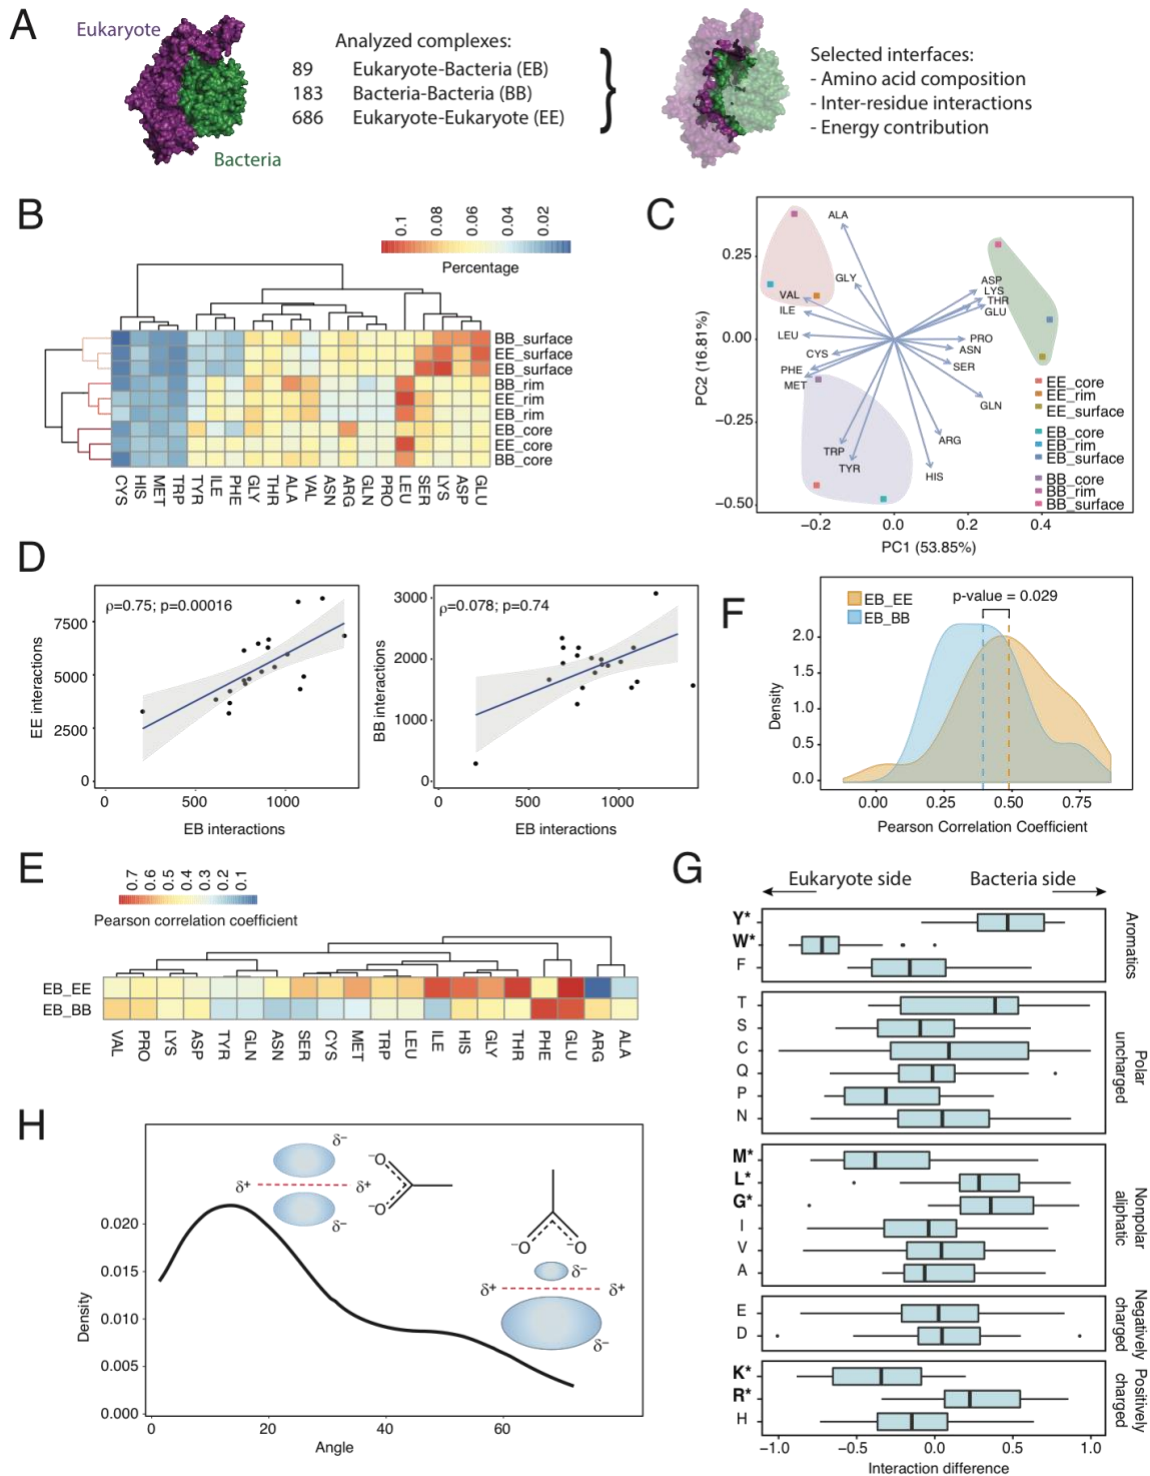 A
Eukaryote
Bacteria
Analyzed complexes:
89 Eukaryote-Bacteria (EB)
183 Bacteria-Bacteria (BB)
686 Eukaryote-Eukaryote (EE)
}
Selected interfaces:
- Amino acid composition
- Inter-residue interactions
- Energy contribution
B
0.1 0.08 0.06 0.04 0.02
Percentage
BB_surface
EE_surface
EB_surface
BB_rim
EE_rim
EB_rim
EB_core
EE_core
BB_core
CYS HIS MET TRP TYR ILE PHE GLY THR ALA VAL ASN ARG GLN PRO LEU SER LYS ASP GLU
C
PC2 (16.81%)
0.25
0.00
−0.25
−0.50
ALA
GLY
VAL
ILE
LEU
CYS
PHE
MET
TRP
TYR
ASP
LYS
THR
GLU
PRO
ASN
SER
GLN
ARG
HIS
EE_core
EE_rim
EE_surface
EB_core
EB_rim
EB_surface
BB_core
BB_rim
BB_surface
−0.2 0.0 0.2 0.4
PC1 (53.85%)
D
ρ=0.75; p=0.00016
EE interactions
7500
5000
2500
0
0 500 1000
EB interactions
ρ=0.078; p=0.74
BB interactions
3000
2000
1000
0
0 500 1000
EB interactions
F
EB_EE
EB_BB
p-value = 0.029
Density
2.0
1.5
1.0
0.5
0.0
0.00 0.25 0.50 0.75
Pearson Correlation Coefficient
E
0.7 0.6 0.5 0.4 0.3 0.2 0.1
Pearson correlation coefficient
EB_EE
EB_BB
VAL PRO LYS ASP TYR GLN ASN SER CYS MET TRP LEU ILE HIS GLY THR PHE GLU ARG ALA
G
Eukaryote side Bacteria side
Y*
W*
F
Aromatics
T
S
C
Q
P
N
Polar
uncharged
M*
L*
G*
I
V
A
Nonpolar
aliphatic
E
D
Negatively
charged
K*
R*
H
Positively
charged
−1.0 −0.5 0.0 0.5 1.0
Interaction difference
H
Density
0.020
0.015
0.010
0.005
0.000
δ−
δ+ δ+
δ−
−O
−O
−O O−
δ−
δ+ δ+
δ−
0 20 40 60
Angle